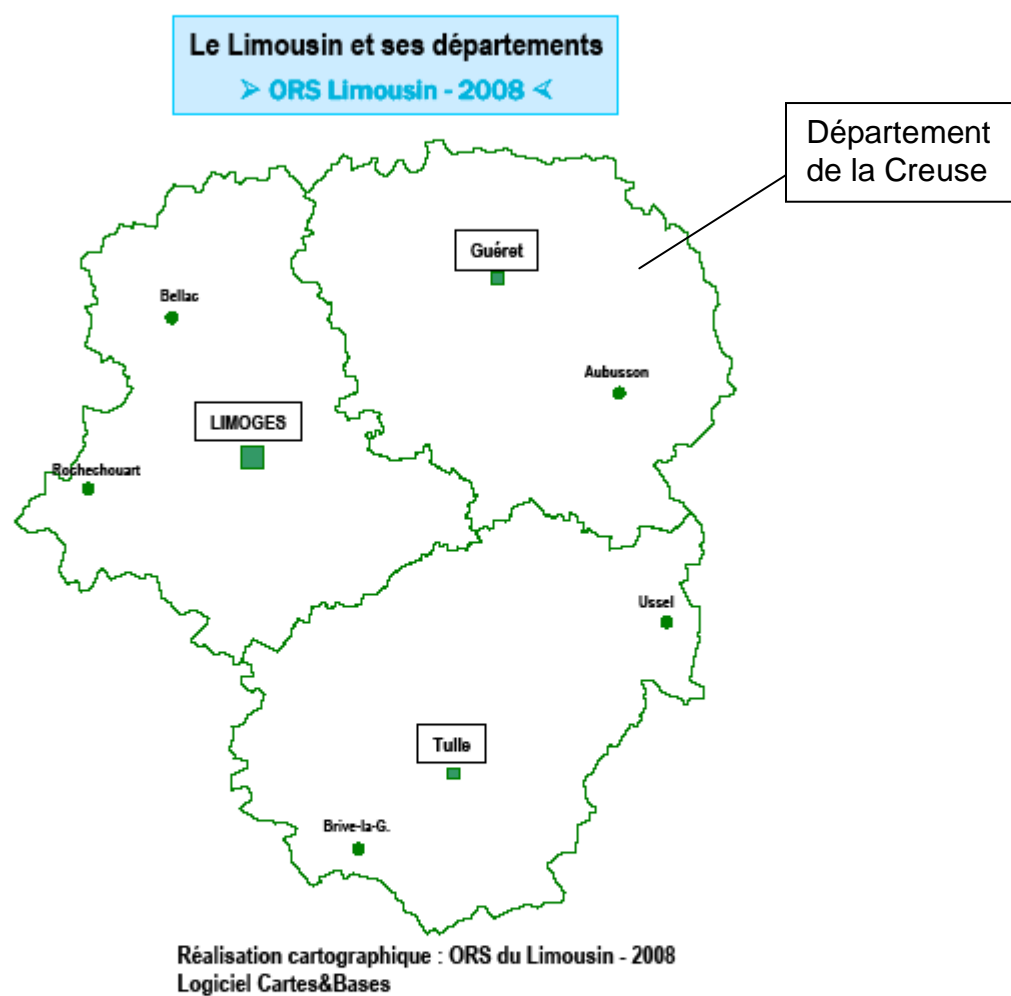 Le Limousin et ses départements
➢ ORS Limousin - 2008 ⮜
Département
de la Creuse
Guéret
Bellac
Aubusson
LIMOGES
Rochechouart
Ussel
Tulle
Brive-la-G.
Réalisation cartographique : ORS du Limousin - 2008
Logiciel Cartes&Bases